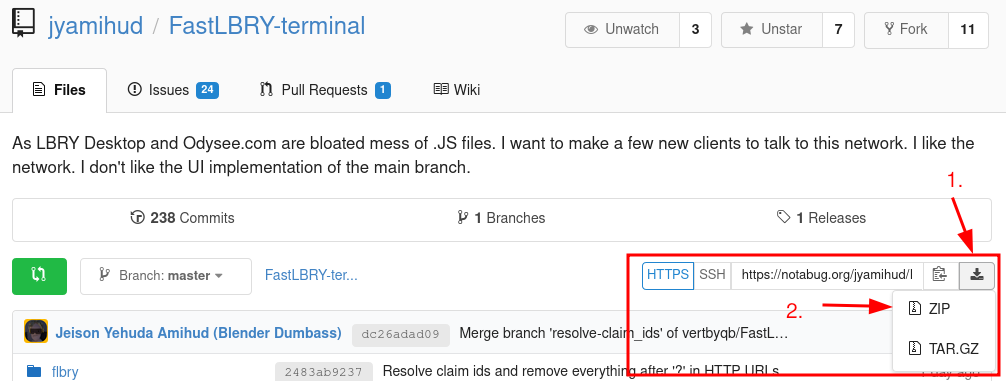 jyamihud / FastLBRY-terminal
Unwatch 3
Unstar 7
Fork 11
Files
Issues 24
Pull Requests 1
Wiki
As LBRY Desktop and Odysee.com are bloated mess of .JS files. I want to make a few new clients to talk to this network. I like the
network. I don't like the UI implementation of the main branch.
1.
238 Commits
1 Branches
1 Releases
Branch: master
FastLBRY-ter...
HTTPS
SSH
https://notabug.org/jyamihud/l
2.
ZIP
Jeison Yehuda Amihud (Blender Dumbass) dc26adad09 Merge branch 'resolve-claim_ids' of vertbyqb/FastL...
TAR.GZ
flbry 2483ab9237 Resolve claim ids and remove everything after '?' in HTTP URLs
day ago